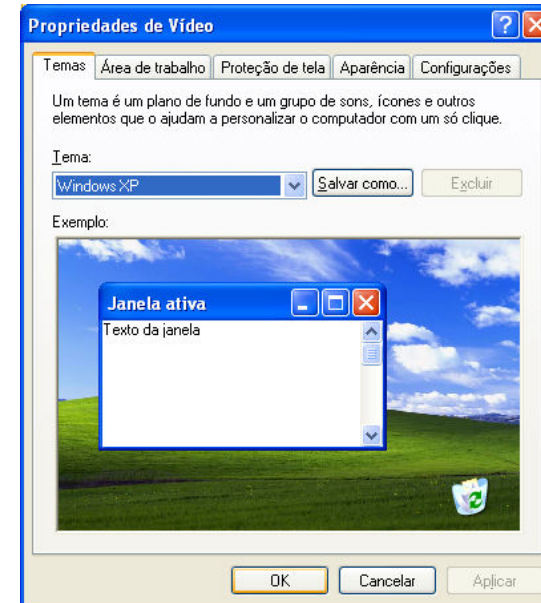 Propriedades de Vídeo
Temas Área de trabalho Proteção de tela Aparência Configurações
Um tema é um plano de fundo e um grupo de sons, ícones e outros
elementos que o ajudam a personalizar o computador com um só clique.
Tema:
Windows XP Salvar como... Excluir
Exemplo:
Janela ativa
Texto da janela
OK Cancelar Aplicar